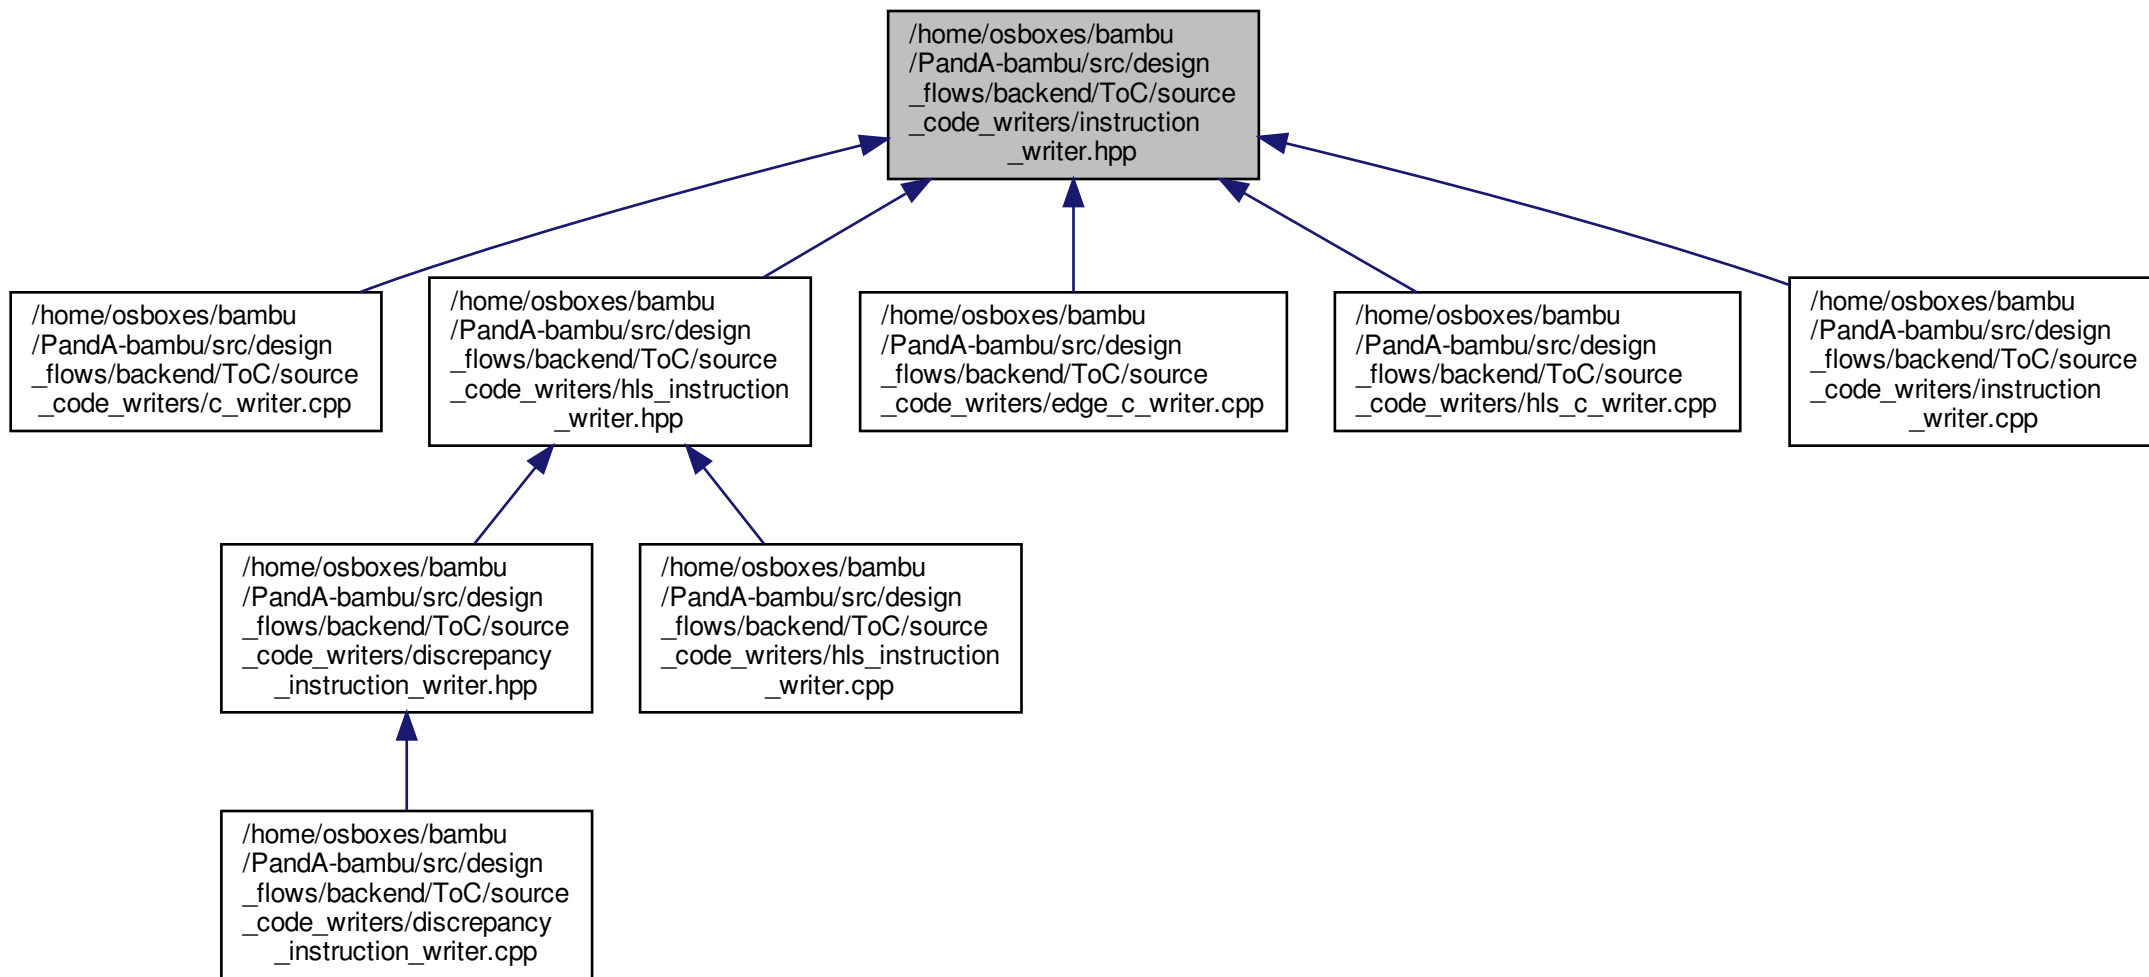 /home/osboxes/bambu
/PandA-bambu/src/design
_flows/backend/ToC/source
_code_writers/instruction
_writer.hpp
/home/osboxes/bambu
/PandA-bambu/src/design
_flows/backend/ToC/source
_code_writers/c_writer.cpp
/home/osboxes/bambu
/PandA-bambu/src/design
_flows/backend/ToC/source
_code_writers/hls_instruction
_writer.hpp
/home/osboxes/bambu
/PandA-bambu/src/design
_flows/backend/ToC/source
_code_writers/edge_c_writer.cpp
/home/osboxes/bambu
/PandA-bambu/src/design
_flows/backend/ToC/source
_code_writers/hls_c_writer.cpp
/home/osboxes/bambu
/PandA-bambu/src/design
_flows/backend/ToC/source
_code_writers/instruction
_writer.cpp
/home/osboxes/bambu
/PandA-bambu/src/design
_flows/backend/ToC/source
_code_writers/discrepancy
_instruction_writer.hpp
/home/osboxes/bambu
/PandA-bambu/src/design
_flows/backend/ToC/source
_code_writers/hls_instruction
_writer.cpp
/home/osboxes/bambu
/PandA-bambu/src/design
_flows/backend/ToC/source
_code_writers/discrepancy
_instruction_writer.cpp